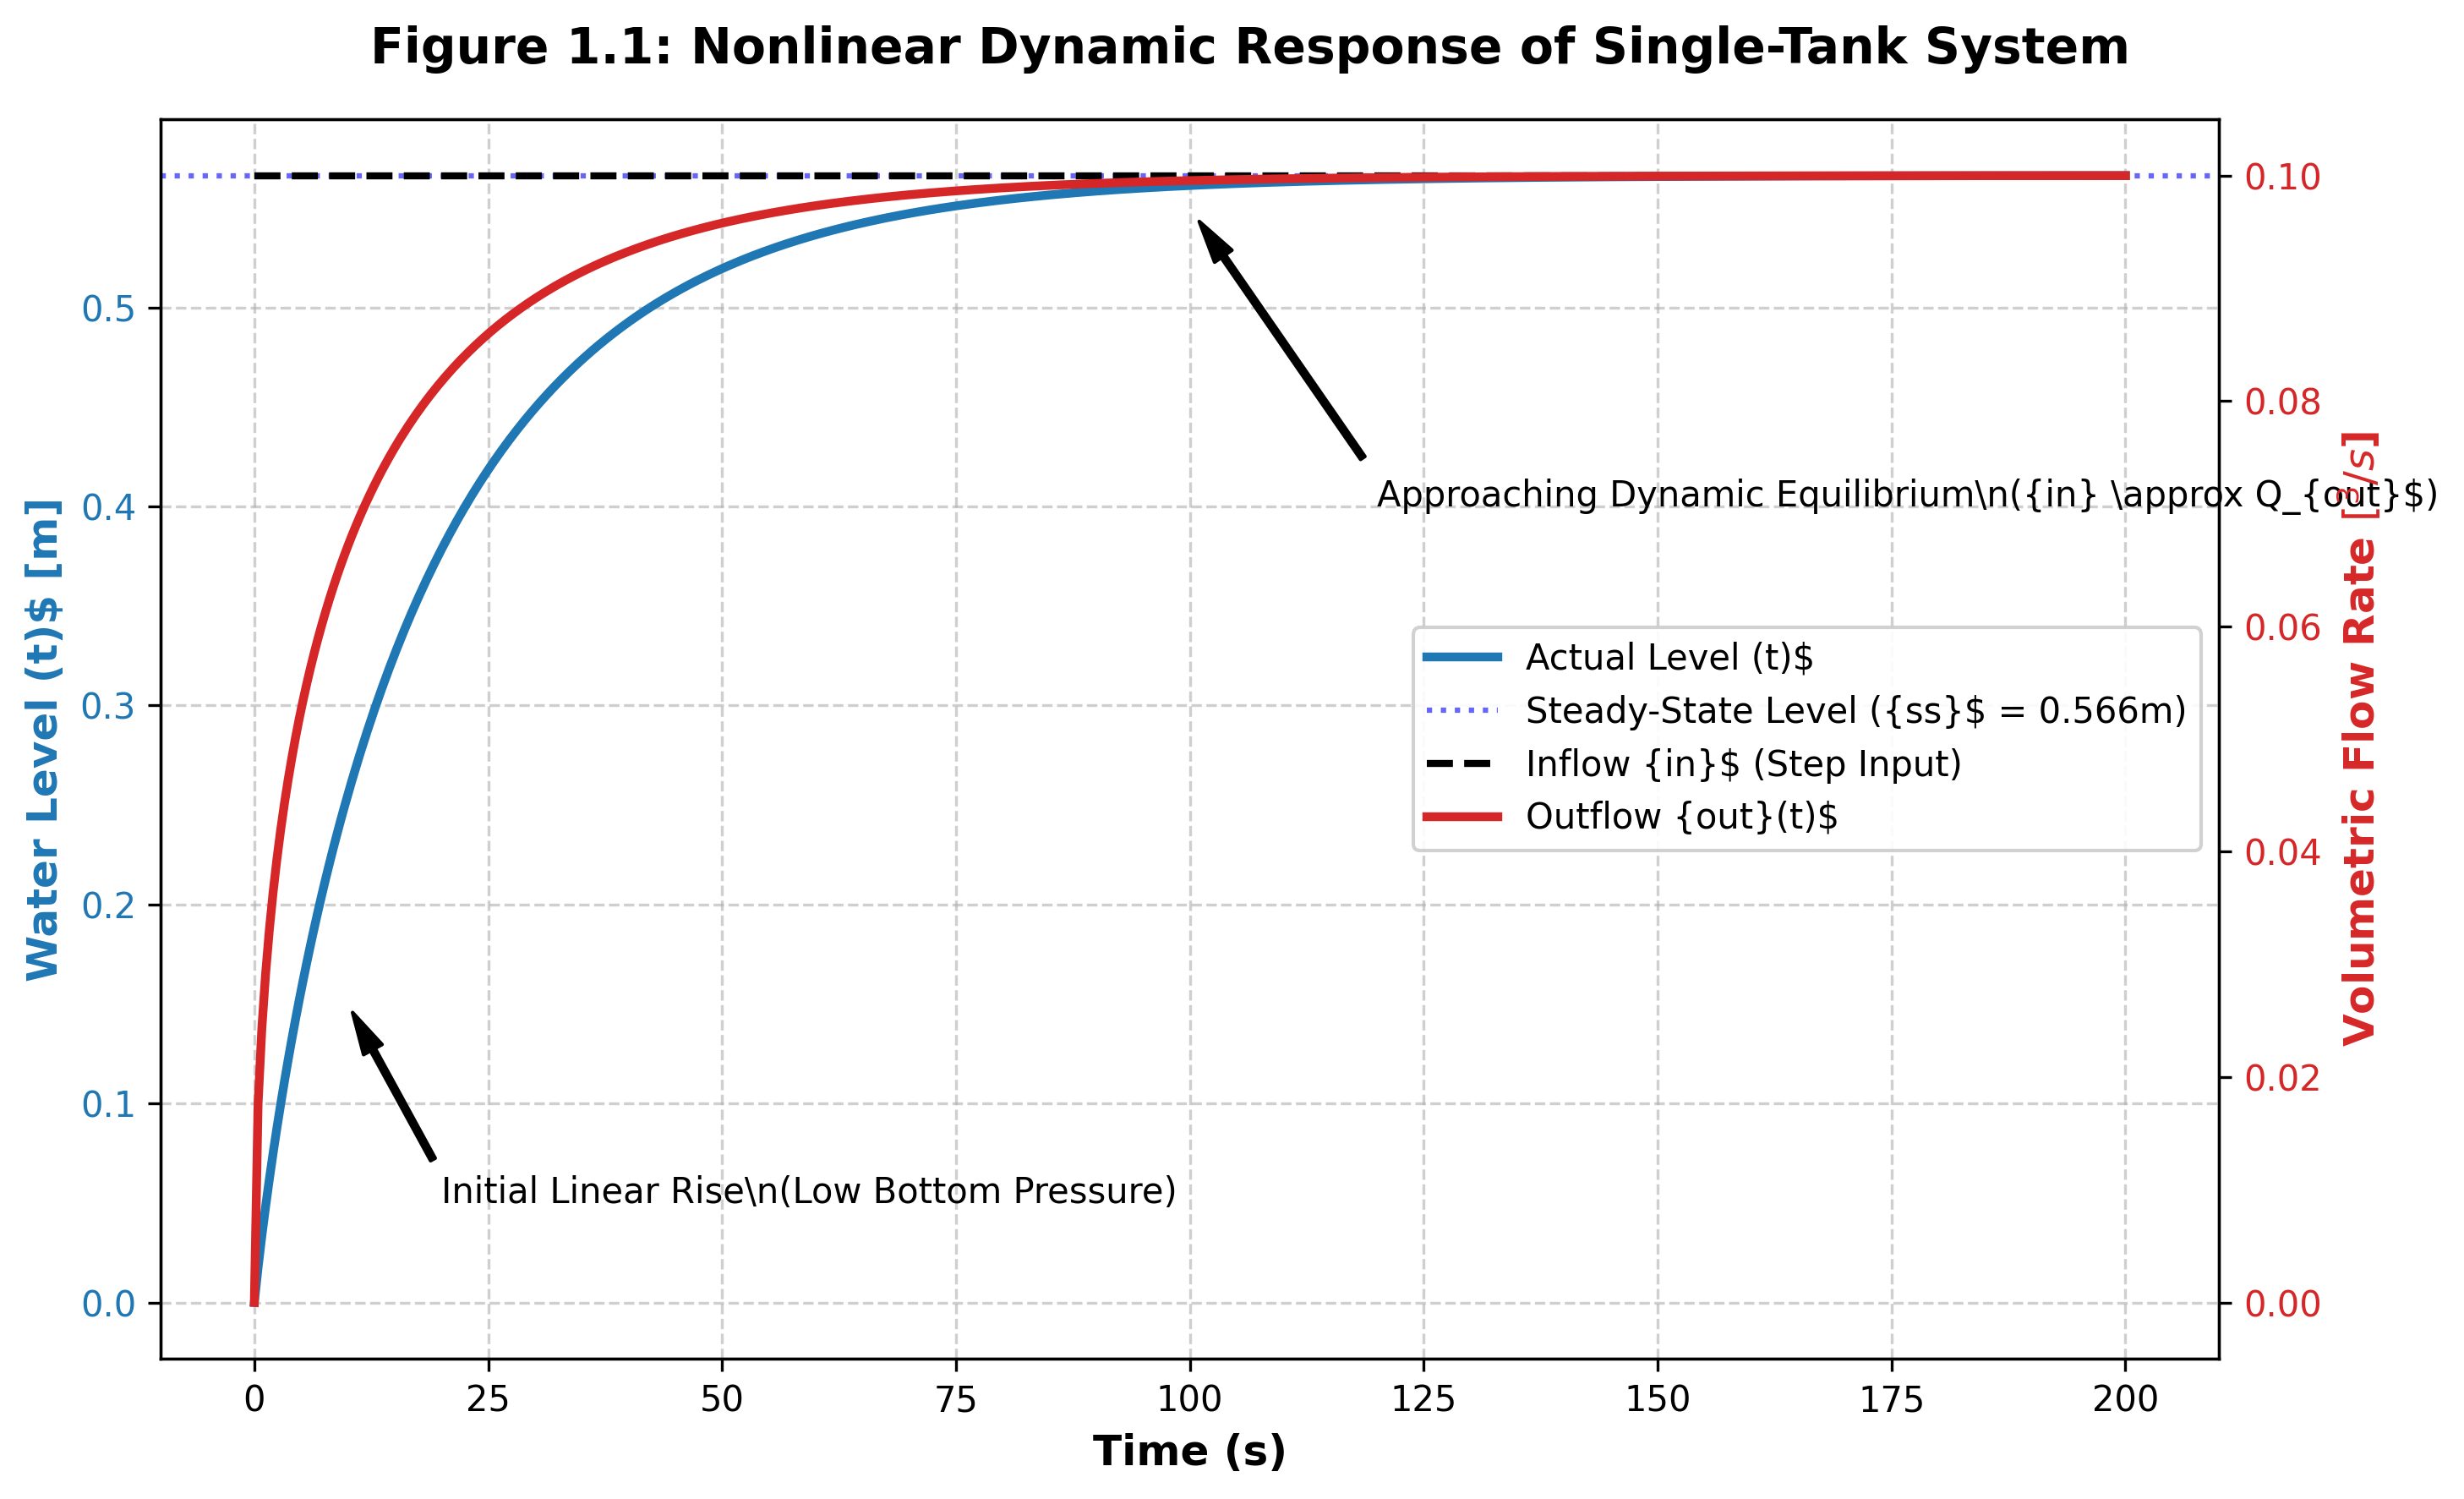 Figure 1.1: Nonlinear Dynamic Response of Single-Tank System
Water Level (t)$ [m]
0.5
0.4
0.3
0.2
0.1
0.0
0.10
0.08
0.06
0.04
0.02
0.00
Volumetric Flow Rate [³/s]
Approaching Dynamic Equilibrium\n({in} \approx Q_{out}$)
Actual Level (t)$
Steady-State Level ({ss}$ = 0.566m)
Inflow {in}$ (Step Input)
Outflow {out}(t)$
Initial Linear Rise\n(Low Bottom Pressure)
0 25 50 75 100 125 150 175 200
Time (s)